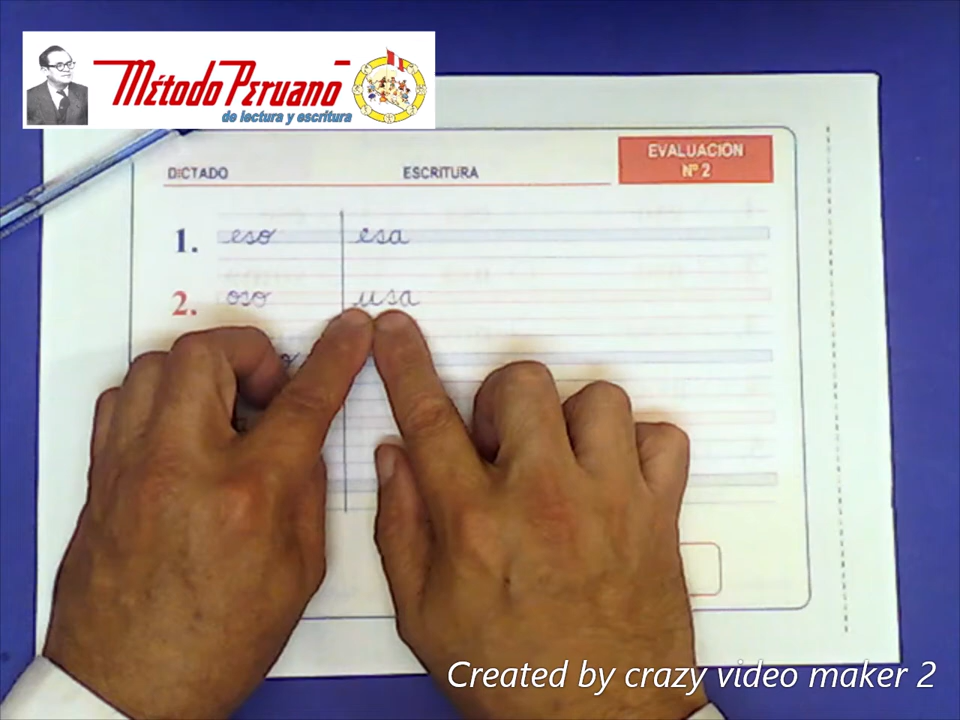 Método Peruano
de lectura y escritura
DICTADO ESCRITURA EVALUACIÓN
Nº 2
1. eso esa
2. oso usa
Created by crazy video maker 2